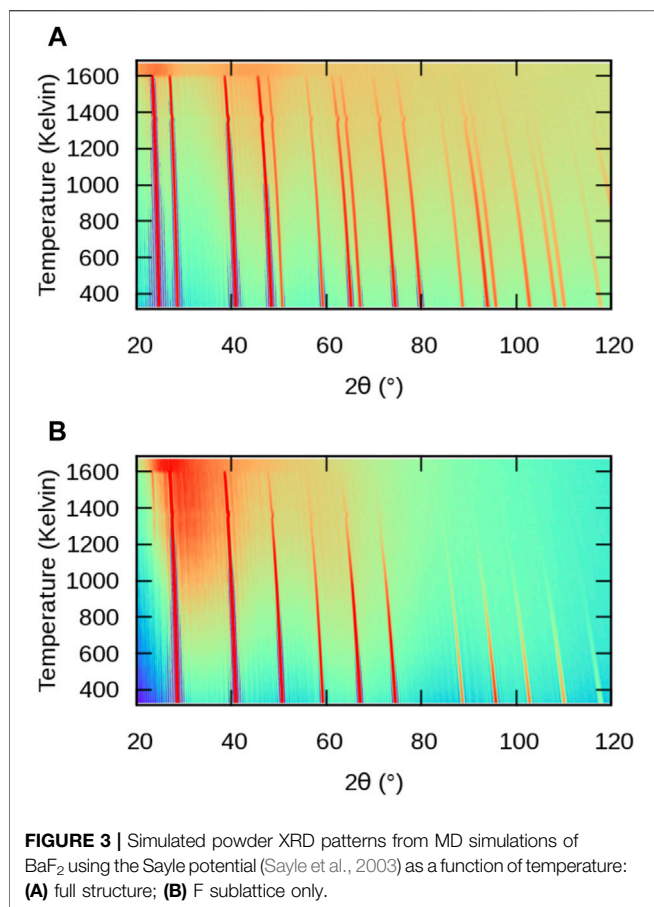 A
Temperature (Kelvin)
1600
1400
1200
1000
800
600
400
20 40 60 80 100 120
2θ (°)
B
Temperature (Kelvin)
1600
1400
1200
1000
800
600
400
20 40 60 80 100 120
2θ (°)
FIGURE 3 | Simulated powder XRD patterns from MD simulations of
BaF₂ using the Sayle potential (Sayle et al., 2003) as a function of temperature:
(A) full structure; (B) F sublattice only.